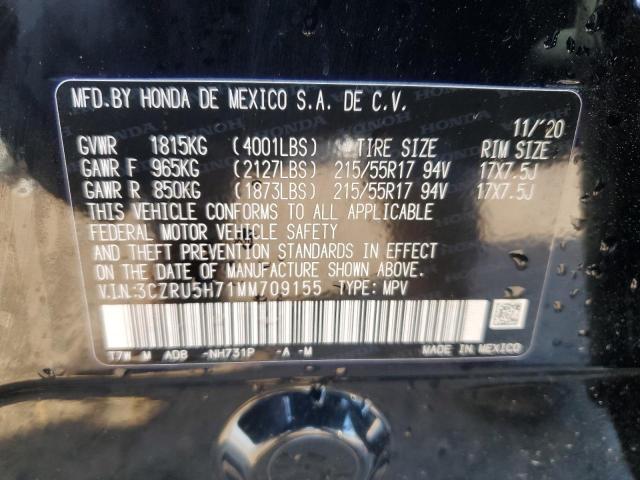 MFD.BY HONDA DE MEXICO S.A. DE C.V.
11/'20
GVWR 1815KG (4001LBS) TIRE SIZE RIM SIZE
GAWR F 965KG (2127LBS) 215/55R17 94V 17X7.5J
GAWR R 850KG (1873LBS) 215/55R17 94V 17X7.5J
THIS VEHICLE CONFORMS TO ALL APPLICABLE
FEDERAL MOTOR VEHICLE SAFETY
AND THEFT PREVENTION STANDARDS IN EFFECT
ON THE DATE OF MANUFACTURE SHOWN ABOVE.
V.I.N:3CZRU5H71MM709155 TYPE: MPV
T7W M ADB -NH731P -A -M
MADE IN MEXICO